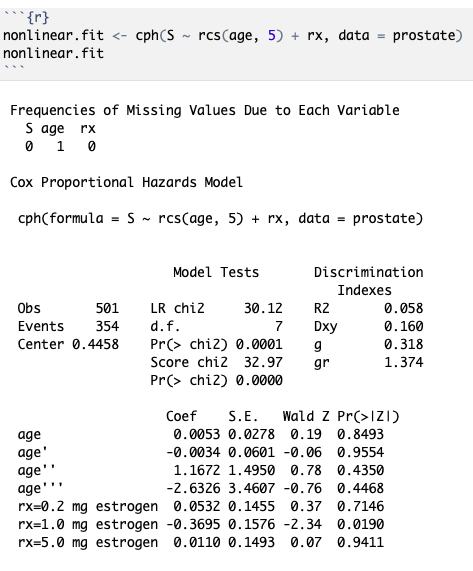 ```{r}
nonlinear.fit <- cph(S ~ rcs(age, 5) + rx, data = prostate)
nonlinear.fit
```
Frequencies of Missing Values Due to Each Variable
S age rx
0 1 0
Cox Proportional Hazards Model
cph(formula = S ~ rcs(age, 5) + rx, data = prostate)
Model Tests Discrimination
Indexes
Obs 501 LR chi2 30.12 R2 0.058
Events 354 d.f. 7 Dxy 0.160
Center 0.4458 Pr(> chi2) 0.0001 g 0.318
Score chi2 32.97 gr 1.374
Pr(> chi2) 0.0000
Coef S.E. Wald Z Pr(>|Z|)
age 0.0053 0.0278 0.19 0.8493
age' -0.0034 0.0601 -0.06 0.9554
age'' 1.1672 1.4950 0.78 0.4350
age''' -2.6326 3.4607 -0.76 0.4468
rx=0.2 mg estrogen 0.0532 0.1455 0.37 0.7146
rx=1.0 mg estrogen -0.3695 0.1576 -2.34 0.0190
rx=5.0 mg estrogen 0.0110 0.1493 0.07 0.9411